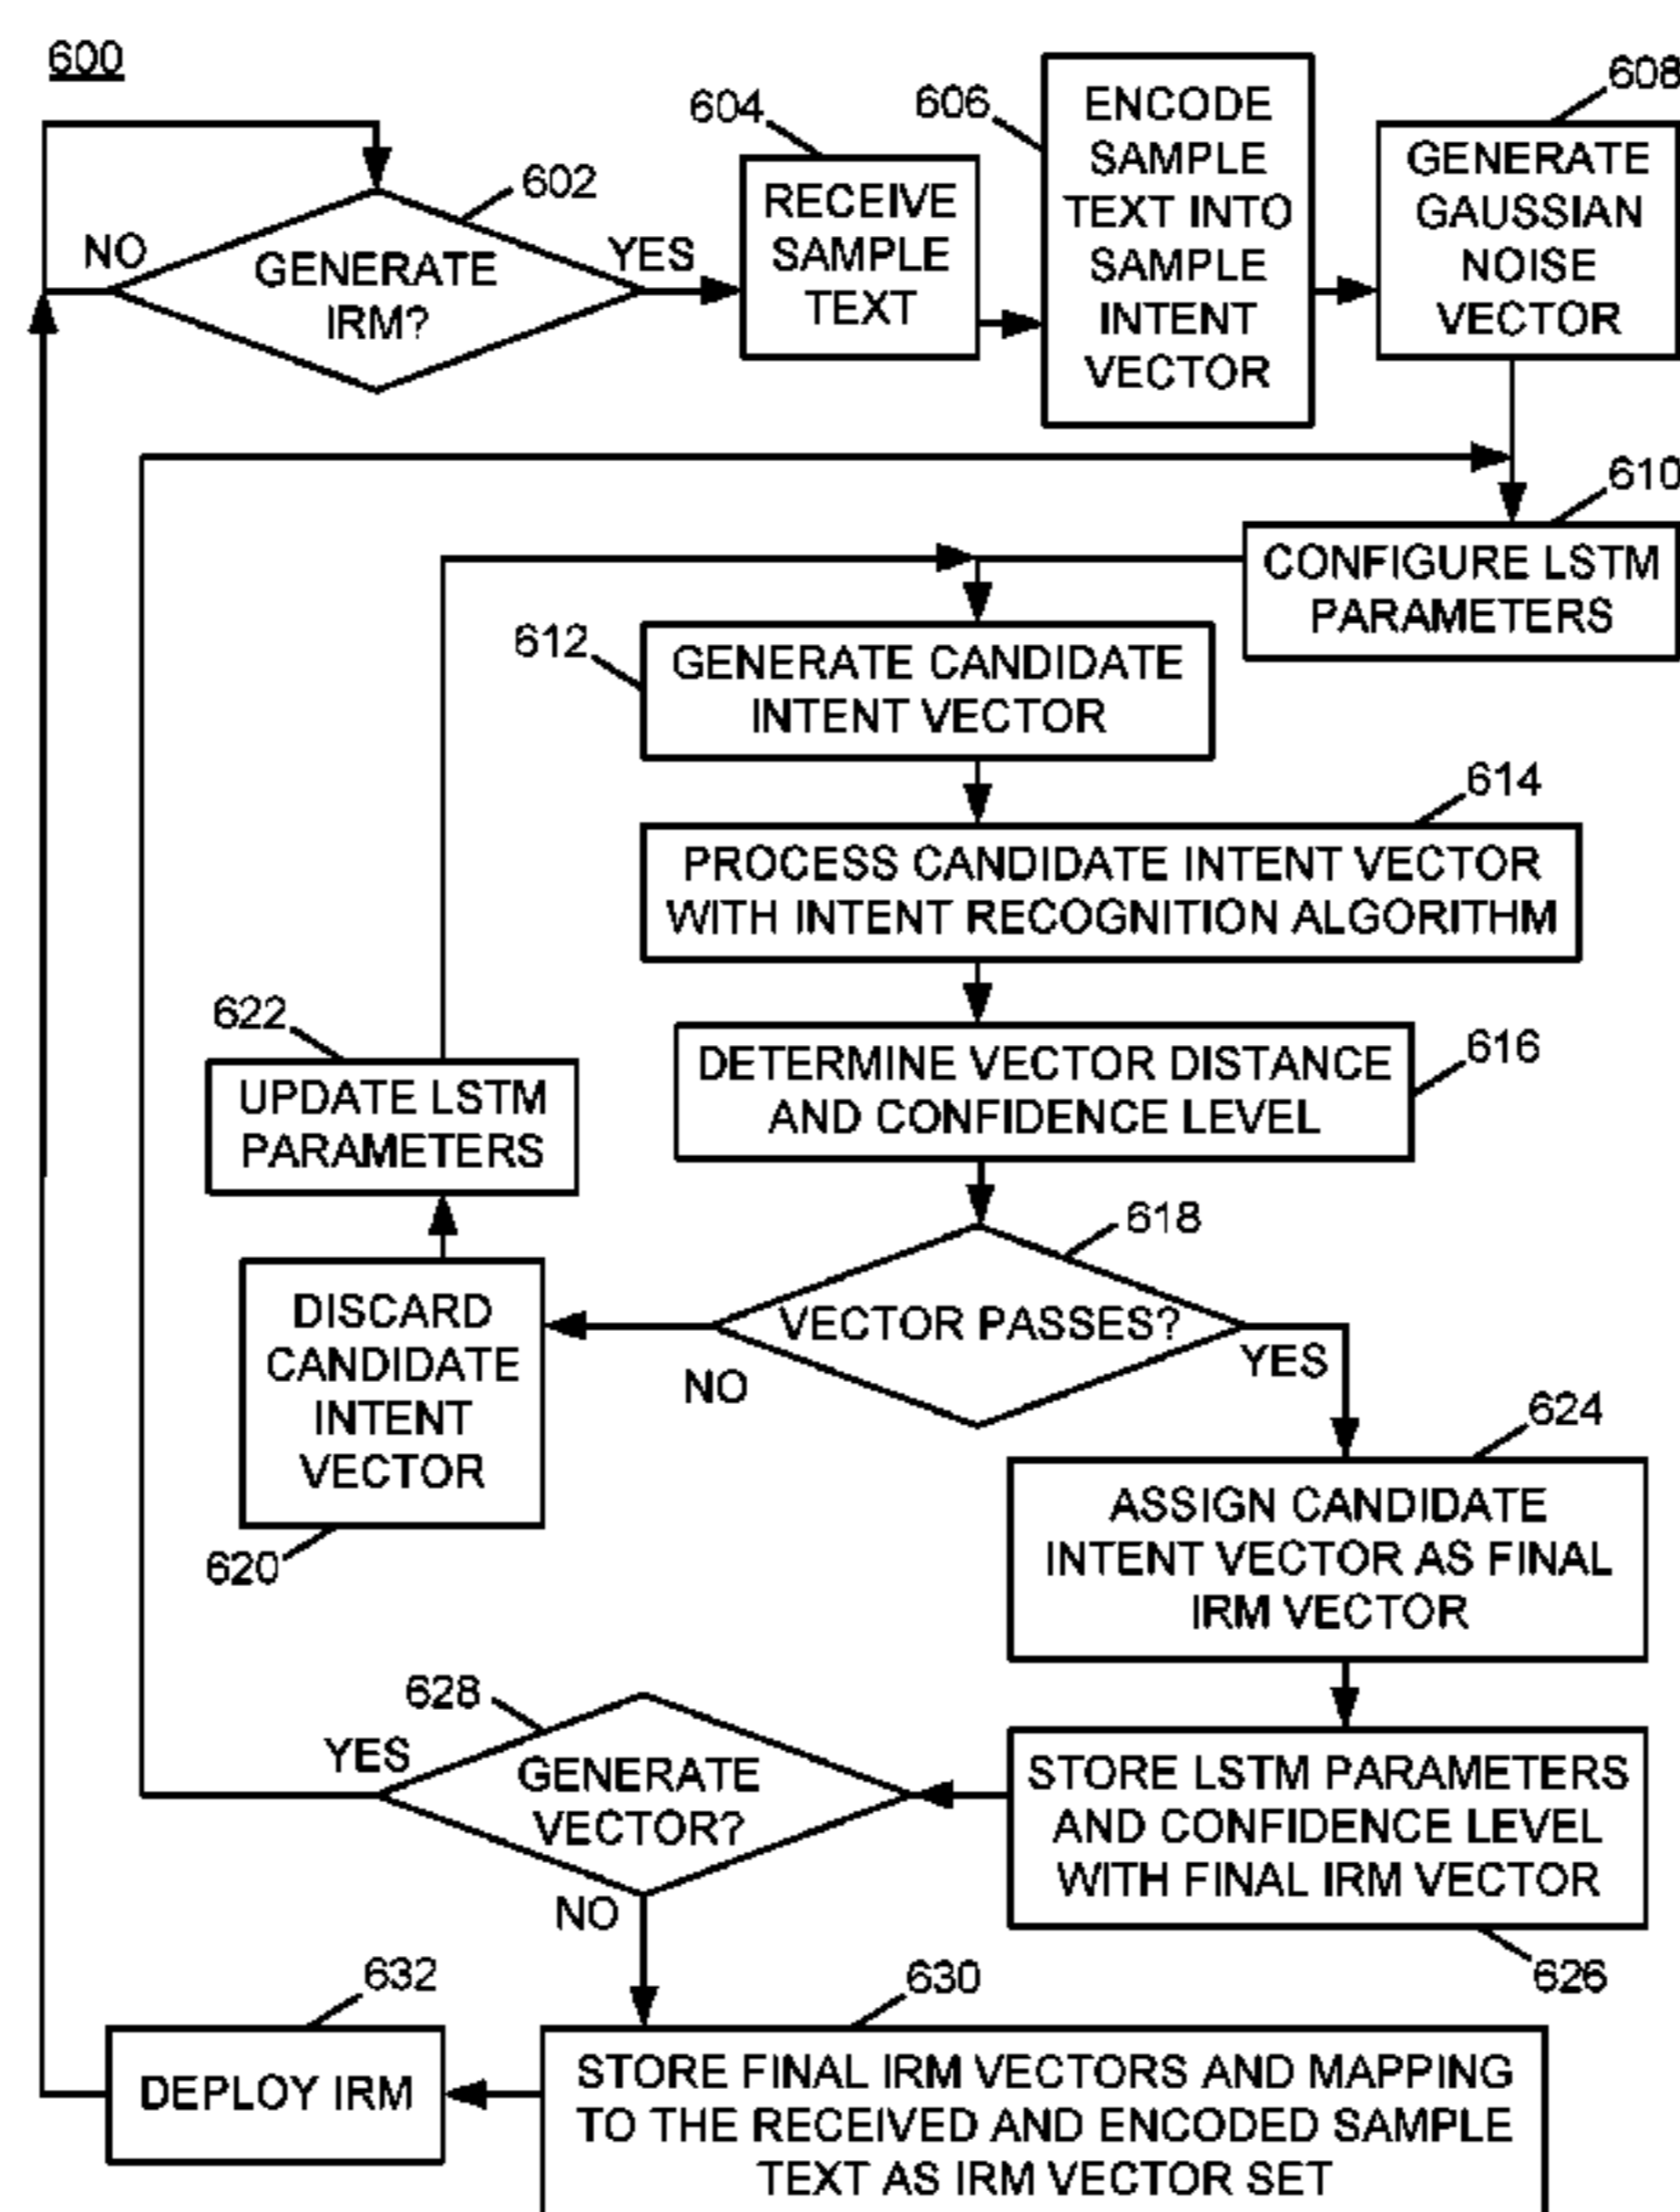 600
602
GENERATE
IRM?
NO
YES
604
RECEIVE
SAMPLE
TEXT
606
ENCODE
SAMPLE
TEXT INTO
SAMPLE
INTENT
VECTOR
608
GENERATE
GAUSSIAN
NOISE
VECTOR
610
CONFIGURE LSTM
PARAMETERS
612
GENERATE CANDIDATE
INTENT VECTOR
614
PROCESS CANDIDATE INTENT VECTOR
WITH INTENT RECOGNITION ALGORITHM
616
DETERMINE VECTOR DISTANCE
AND CONFIDENCE LEVEL
618
VECTOR PASSES?
NO
YES
620
DISCARD
CANDIDATE
INTENT
VECTOR
622
UPDATE LSTM
PARAMETERS
624
ASSIGN CANDIDATE
INTENT VECTOR AS FINAL
IRM VECTOR
626
STORE LSTM PARAMETERS
AND CONFIDENCE LEVEL
WITH FINAL IRM VECTOR
628
GENERATE
VECTOR?
YES
NO
630
STORE FINAL IRM VECTORS AND MAPPING
TO THE RECEIVED AND ENCODED SAMPLE
TEXT AS IRM VECTOR SET
632
DEPLOY IRM